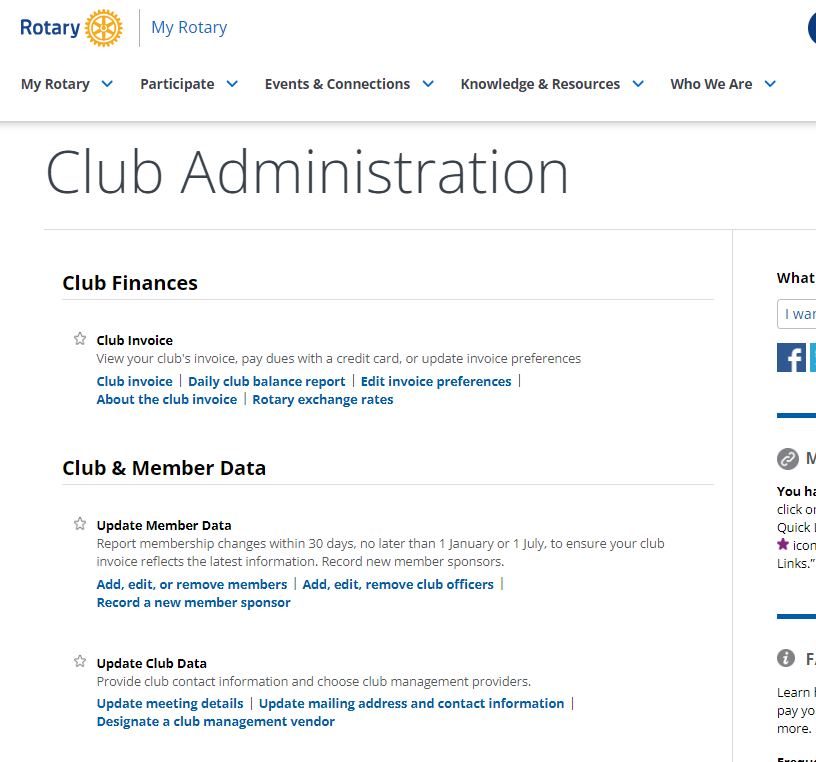 Rotary My Rotary
My Rotary Participate Events & Connections Knowledge & Resources Who We Are
Club Administration
Club Finances
Club Invoice
View your club's invoice, pay dues with a credit card, or update invoice preferences
Club invoice | Daily club balance report | Edit invoice preferences |
About the club invoice | Rotary exchange rates
Club & Member Data
Update Member Data
Report membership changes within 30 days, no later than 1 January or 1 July, to ensure your club
invoice reflects the latest information. Record new member sponsors.
Add, edit, or remove members | Add, edit, remove club officers |
Record a new member sponsor
Update Club Data
Provide club contact information and choose club management providers.
Update meeting details | Update mailing address and contact information |
Designate a club management vendor
What
I
You
click
Quick
icon
Links.”
Learn
pay
more.